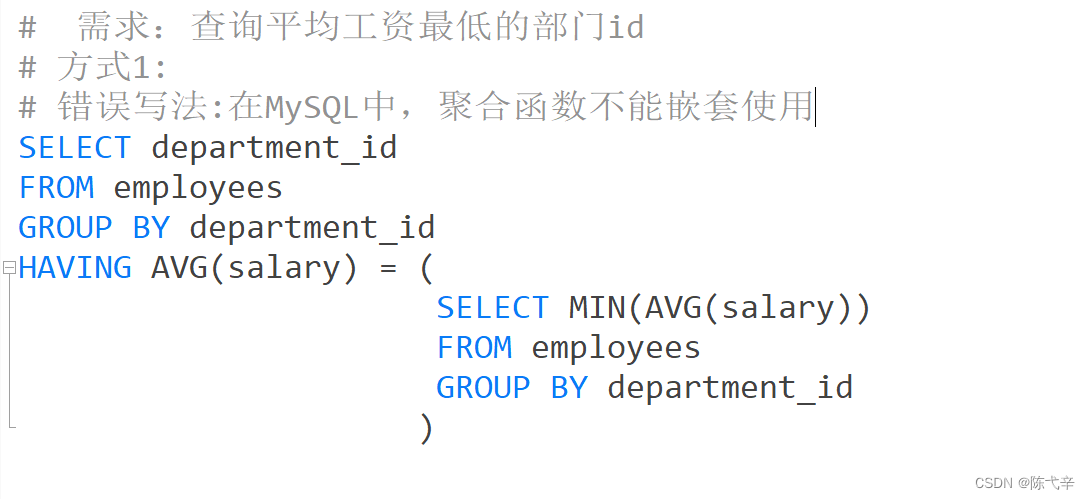 #  需求：查询平均工资最低的部门id
# 方式1:
# 错误写法:在MySQL中，聚合函数不能嵌套使用
SELECT department_id
FROM employees
GROUP BY department_id
HAVING AVG(salary) = (
SELECT MIN(AVG(salary))
FROM employees
GROUP BY department_id
)
CSDN @陈弋辛